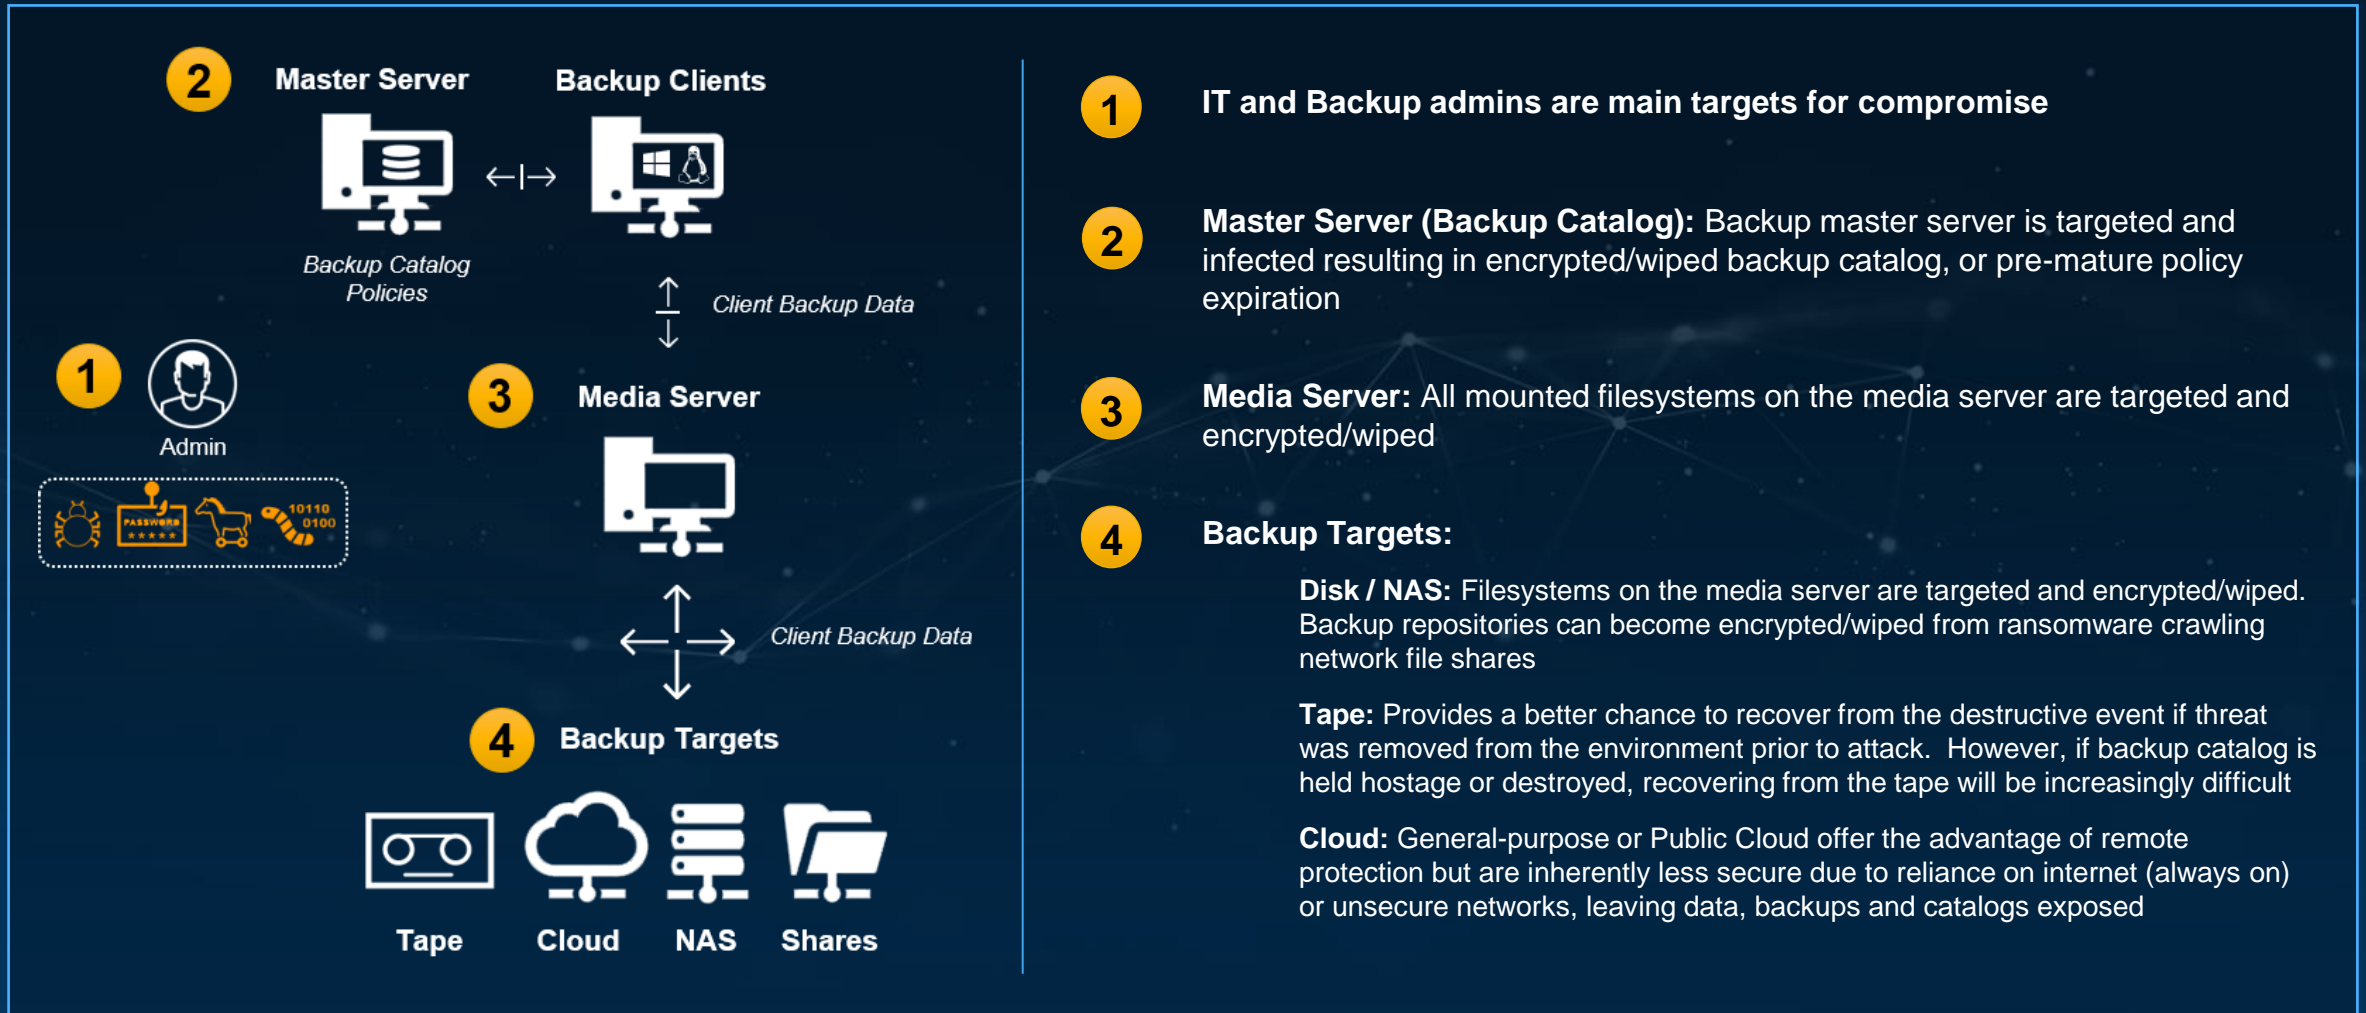 2
Master Server
Backup Clients
Backup Catalog
Policies
Client Backup Data
1
Admin
PASSWORD
*****
10110
0100
3
Media Server
Client Backup Data
4
Backup Targets
Tape
Cloud
NAS
Shares
1
IT and Backup admins are main targets for compromise
2
Master Server (Backup Catalog): Backup master server is targeted and
infected resulting in encrypted/wiped backup catalog, or pre-mature policy
expiration
3
Media Server: All mounted filesystems on the media server are targeted and
encrypted/wiped
4
Backup Targets:
Disk / NAS: Filesystems on the media server are targeted and encrypted/wiped.
Backup repositories can become encrypted/wiped from ransomware crawling
network file shares
Tape: Provides a better chance to recover from the destructive event if threat
was removed from the environment prior to attack.  However, if backup catalog is
held hostage or destroyed, recovering from the tape will be increasingly difficult
Cloud: General-purpose or Public Cloud offer the advantage of remote
protection but are inherently less secure due to reliance on internet (always on)
or unsecure networks, leaving data, backups and catalogs exposed